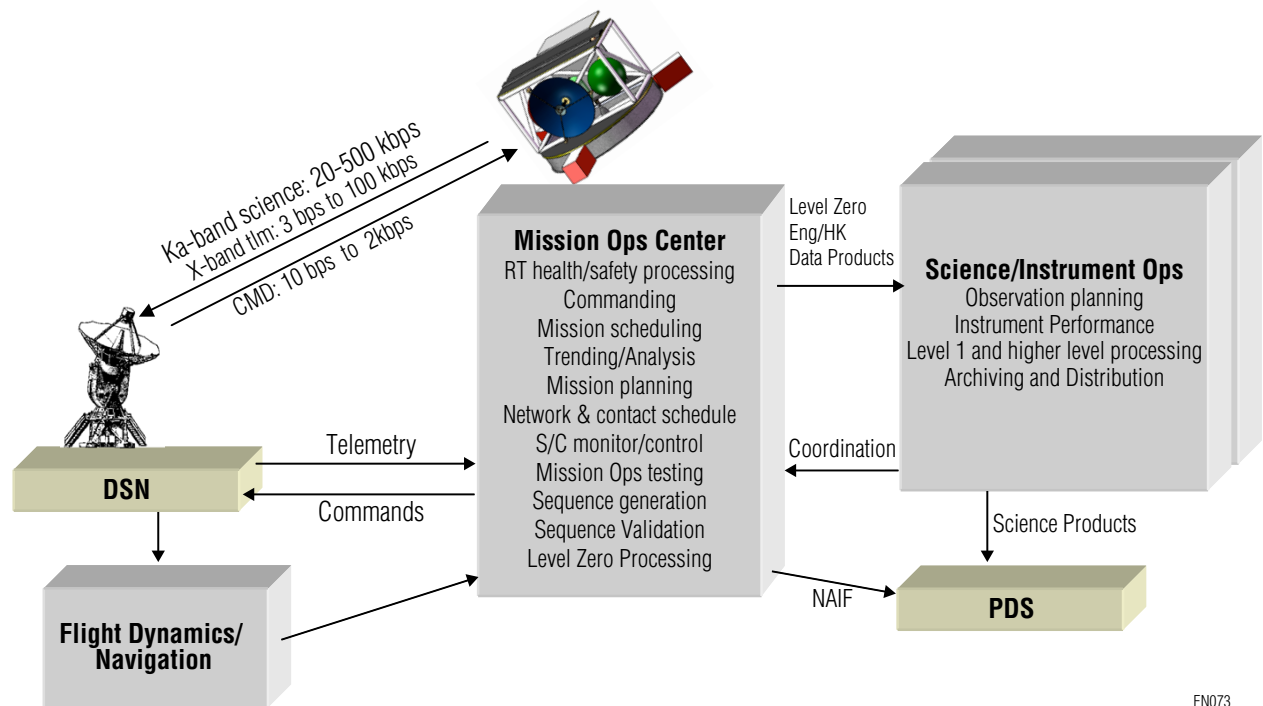 Ka-band science: 20-500 kbps
X-band tlm: 3 bps to 100 kbps
CMD: 10 bps to 2kbps
DSN
Telemetry
Commands
Flight Dynamics/
Navigation
Mission Ops Center
RT health/safety processing
Commanding
Mission scheduling
Trending/Analysis
Mission planning
Network & contact schedule
S/C monitor/control
Mission Ops testing
Sequence generation
Sequence Validation
Level Zero Processing
Level Zero
Eng/HK
Data Products
Science/Instrument Ops
Observation planning
Instrument Performance
Level 1 and higher level processing
Archiving and Distribution
Coordination
Science Products
NAIF
PDS
EN073